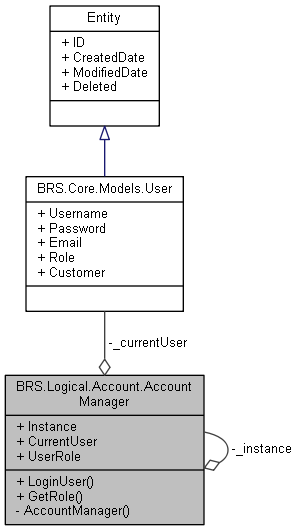 Entity
+ ID
+ CreatedDate
+ ModifiedDate
+ Deleted
BRS.Core.Models.User
+ Username
+ Password
+ Email
+ Role
+ Customer
-_currentUser
BRS.Logical.Account.Account
Manager
+ Instance
+ CurrentUser
+ UserRole
-_instance
+ LoginUser()
+ GetRole()
- AccountManager()